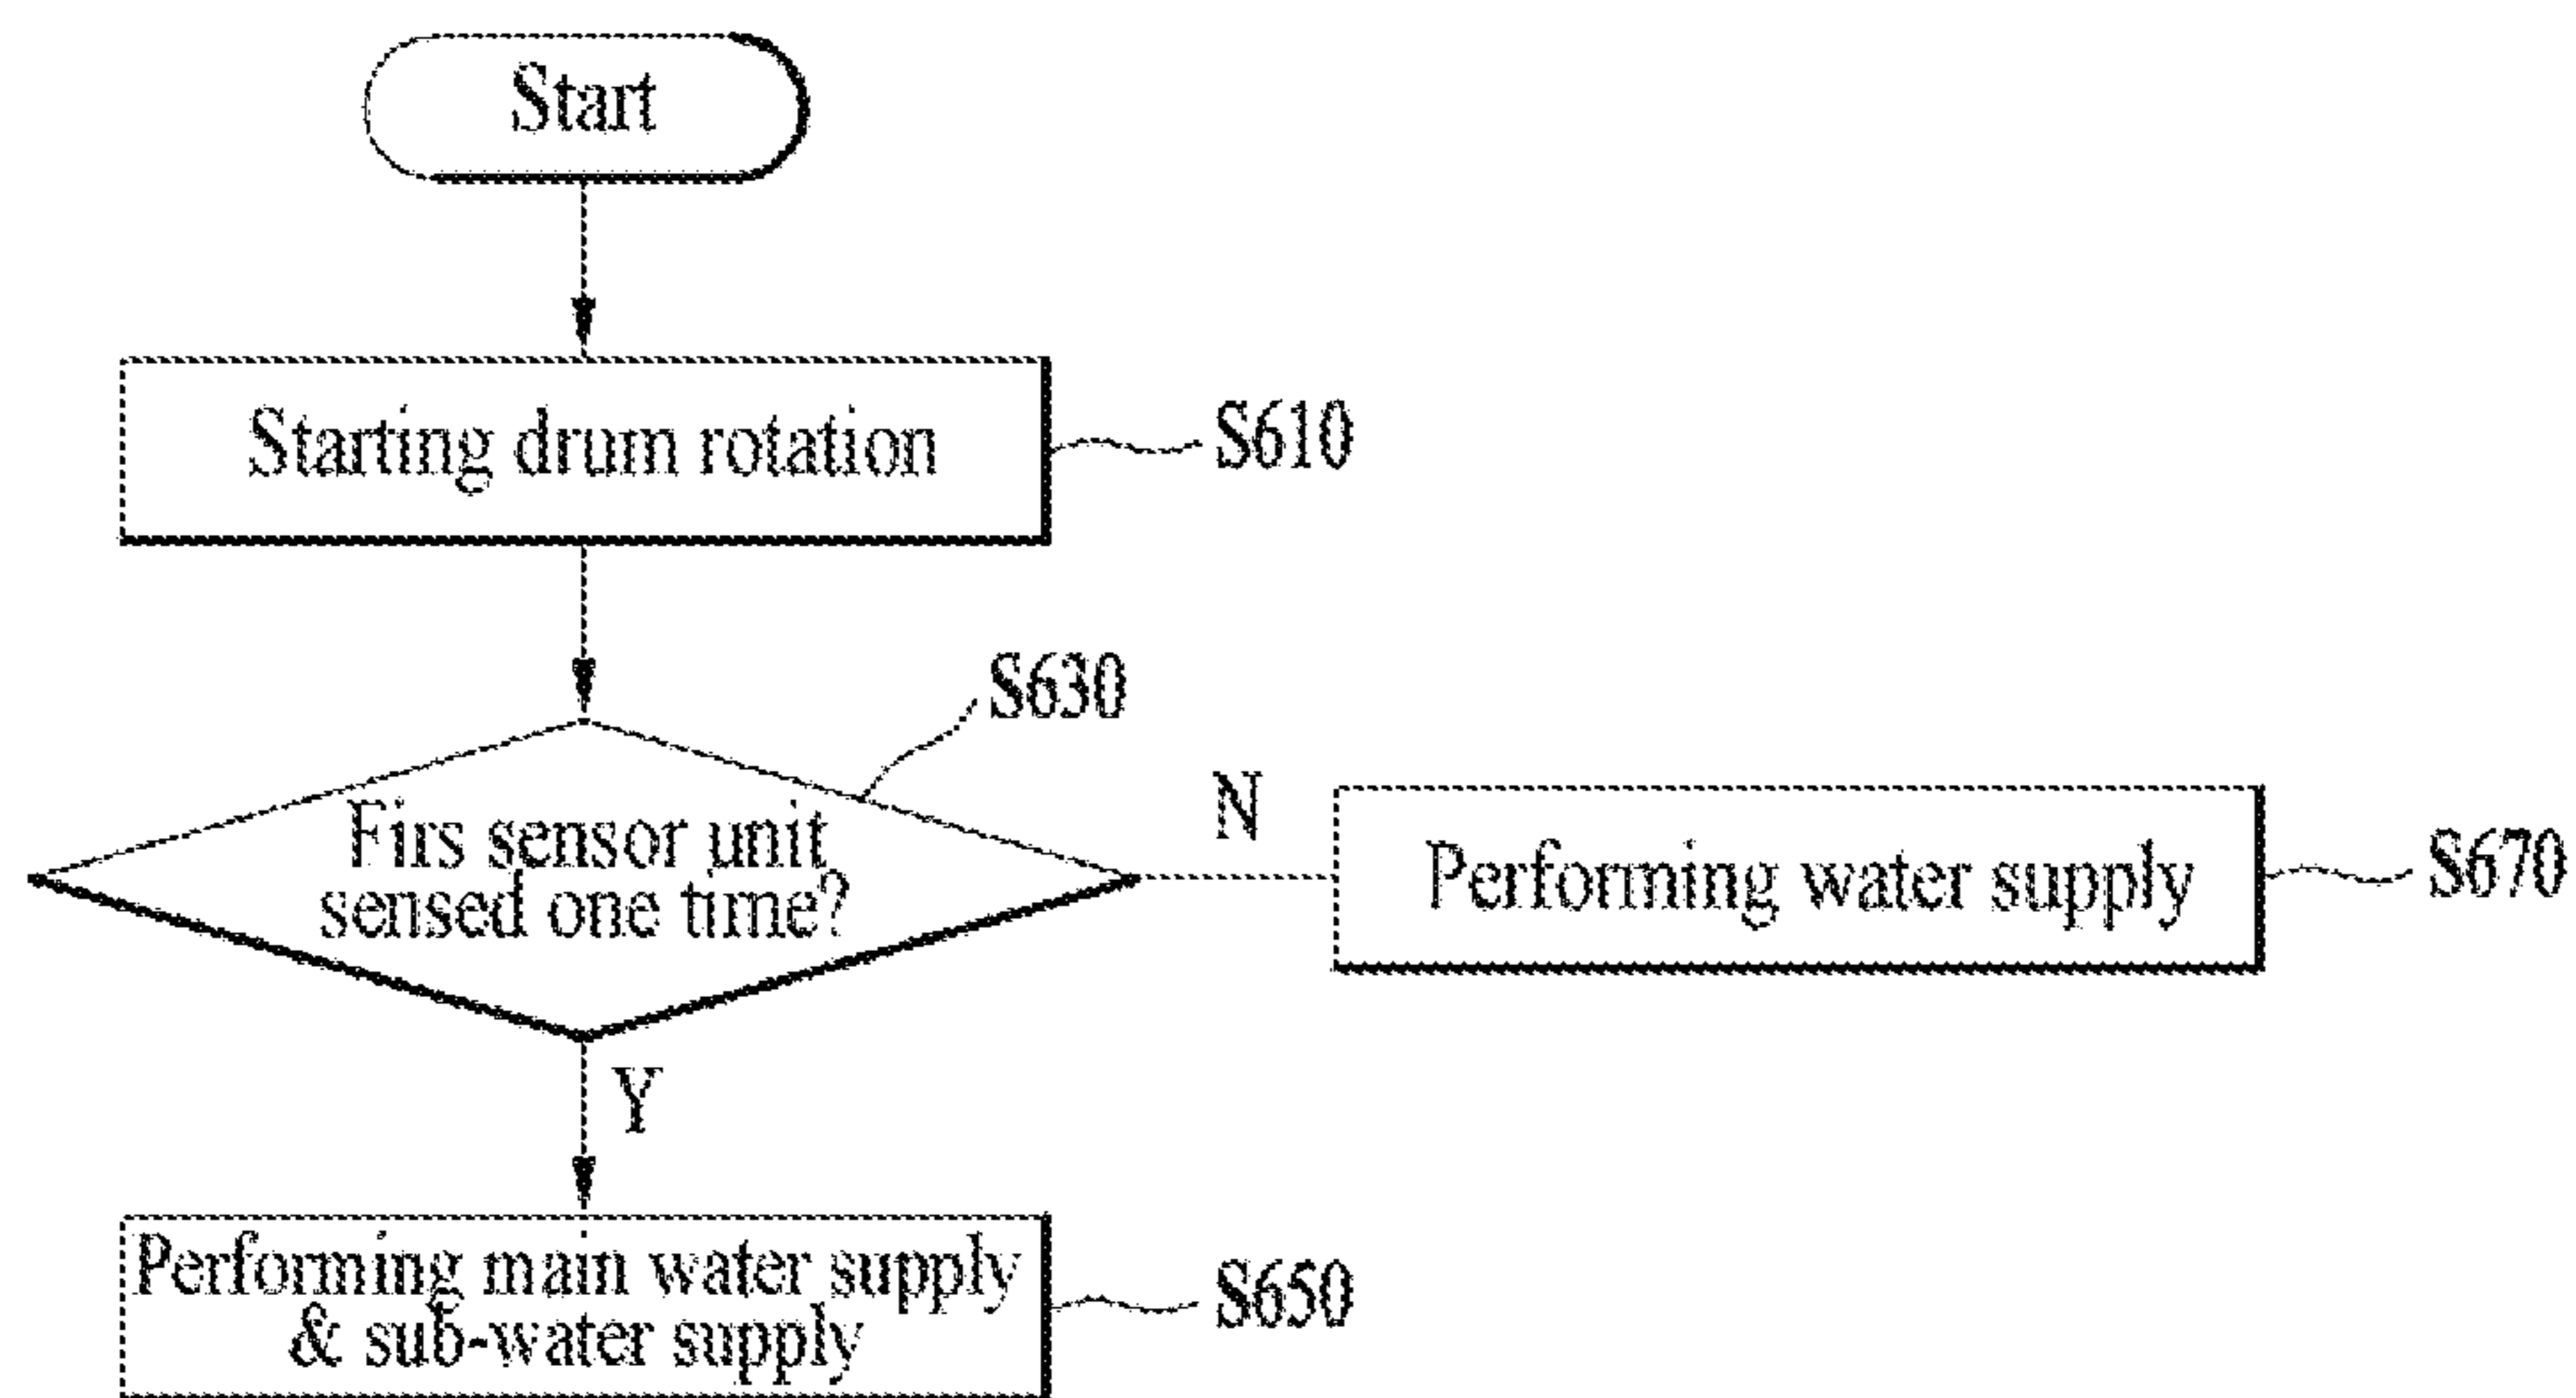 Start
Starting drum rotation
S610
S630
Firs sensor unit
sensed one time?
N
Performing water supply
S670
Y
Performing main water supply
& sub-water supply
S650